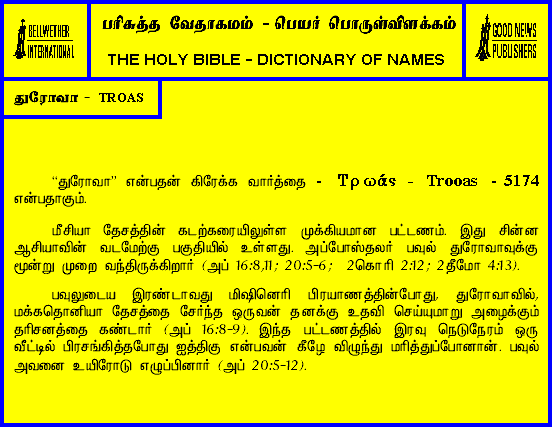 BELLWETHER
INTERNATIONAL
பரிசுத்த வேதாகமம் - பெயர் பொருள்விளக்கம்
THE HOLY BIBLE - DICTIONARY OF NAMES
GOOD NEWS
PUBLISHERS
துரோவா - TROAS
“துரோவா” என்பதன் கிரேக்க வார்த்தை - Τρωάς - Trooas - 5174
என்பதாகும்.
மீசியா தேசத்தின் கடற்கரையிலுள்ள முக்கியமான பட்டணம். இது சின்ன
ஆசியாவின் வடமேற்கு பகுதியில் உள்ளது. அப்போஸ்தலர் பவுல் துரோவாவுக்கு
மூன்று முறை வந்திருக்கிறார் (அப் 16:8,11; 20:5-6; 2கொரி 2:12; 2தீமோ 4:13).
பவுலுடைய இரண்டாவது மிஷினெரி பிரயாணத்தின்போது, துரோவாவில்,
மக்கதொனியா தேசத்தை சேர்ந்த ஒருவன் தனக்கு உதவி செய்யுமாறு அழைக்கும்
தரிசனத்தை கண்டார் (அப் 16:8-9). இந்த பட்டணத்தில் இரவு நெடுநேரம் ஒரு
வீட்டில் பிரசங்கித்தபோது ஐத்திகு என்பவன் கீழே விழுந்து மரித்துப்போனான். பவுல்
அவனை உயிரோடு எழுப்பினார் (அப் 20:5-12).